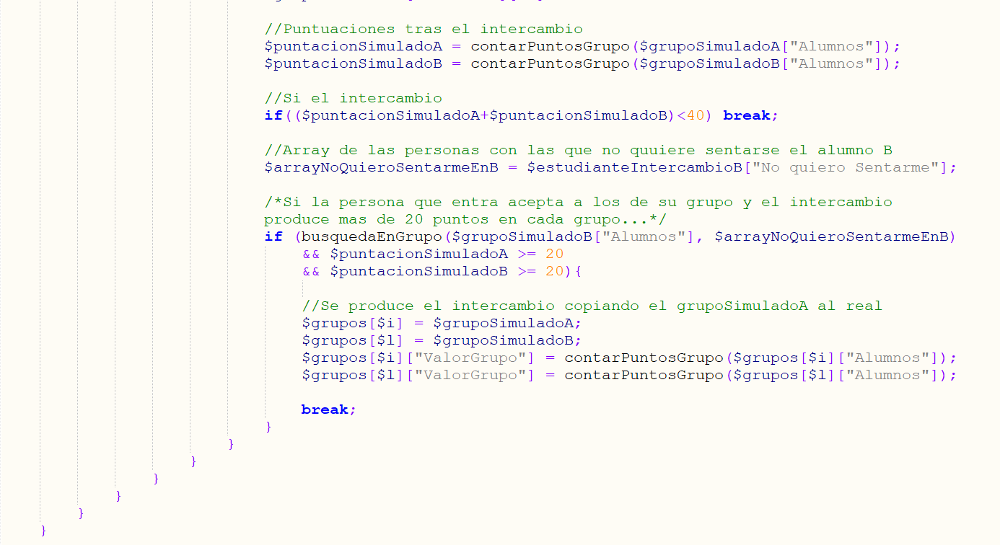 //Puntuaciones tras el intercambio
$puntacionSimuladoA = contarPuntosGrupo($grupoSimuladoA["Alumnos"]);
$puntacionSimuladoB = contarPuntosGrupo($grupoSimuladoB["Alumnos"]);
//Si el intercambio
if(($puntacionSimuladoA+$puntacionSimuladoB)<40) break;
//Array de las personas con las que no quuiere sentarse el alumno B
$arrayNoQuieroSentarmeEnB = $estudianteIntercambioB["No quiero Sentarme"];
/*Si la persona que entra acepta a los de su grupo y el intercambio
produce mas de 20 puntos en cada grupo...*/
if (busquedaEnGrupo($grupoSimuladoB["Alumnos"], $arrayNoQuieroSentarmeEnB)
&& $puntacionSimuladoA >= 20
&& $puntacionSimuladoB >= 20){
//Se produce el intercambio copiando el grupoSimuladoA al real
$grupos[$i] = $grupoSimuladoA;
$grupos[$l] = $grupoSimuladoB;
$grupos[$i]["ValorGrupo"] = contarPuntosGrupo($grupos[$i]["Alumnos"]);
$grupos[$l]["ValorGrupo"] = contarPuntosGrupo($grupos[$l]["Alumnos"]);
break;
}
}
}
}
}
}
}